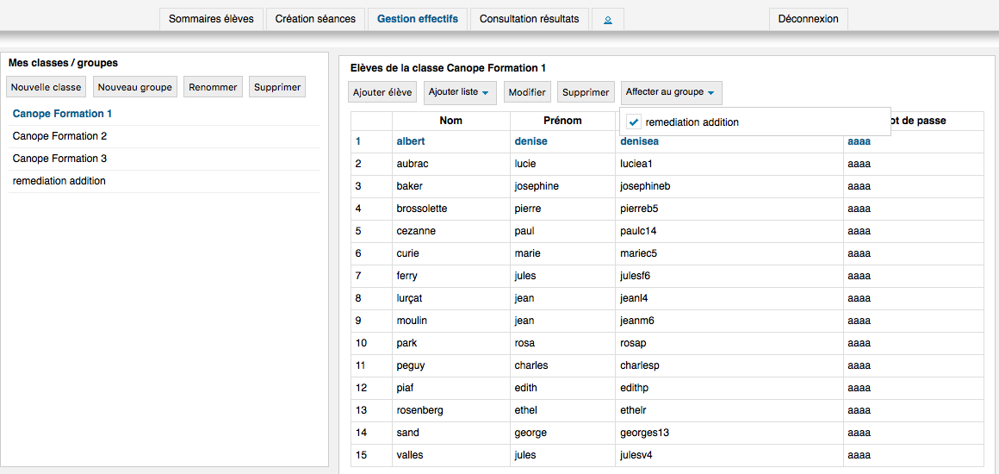 Sommaires élèves Création séances Gestion effectifs Consultation résultats Déconnexion
Mes classes / groupes
Nouvelle classe Nouveau groupe Renommer Supprimer
Canope Formation 1
Canope Formation 2
Canope Formation 3
remediation addition
Elèves de la classe Canope Formation 1
Ajouter élève Ajouter liste Modifier Supprimer Affecter au groupe
remediation addition
Nom Prénom de passe
1 albert denise denisea aaaa
2 aubrac lucie luciea1 aaaa
3 baker josephine josephineb aaaa
4 brossolette pierre pierreb5 aaaa
5 cezanne paul paulc14 aaaa
6 curie marie mariec5 aaaa
7 ferry jules julesf6 aaaa
8 lurçat jean jeanl4 aaaa
9 moulin jean jeanm6 aaaa
10 park rosa rosap aaaa
11 peguy charles charlesp aaaa
12 piaf edith edithp aaaa
13 rosenberg ethel ethelr aaaa
14 sand george georges13 aaaa
15 valles jules julesv4 aaaa